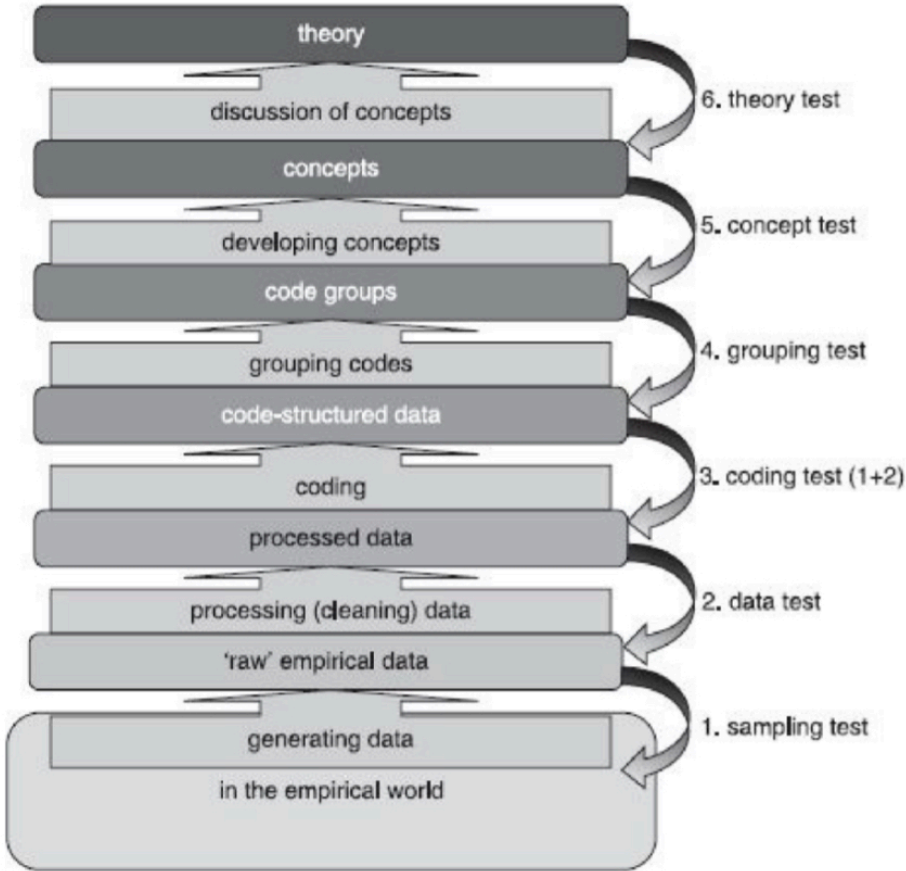 theory
6. theory test
discussion of concepts
concepts
5. concept test
developing concepts
code groups
4. grouping test
grouping codes
code-structured data
3. coding test (1+2)
coding
processed data
2. data test
processing (cleaning) data
‘raw’ empirical data
1. sampling test
generating data
in the empirical world